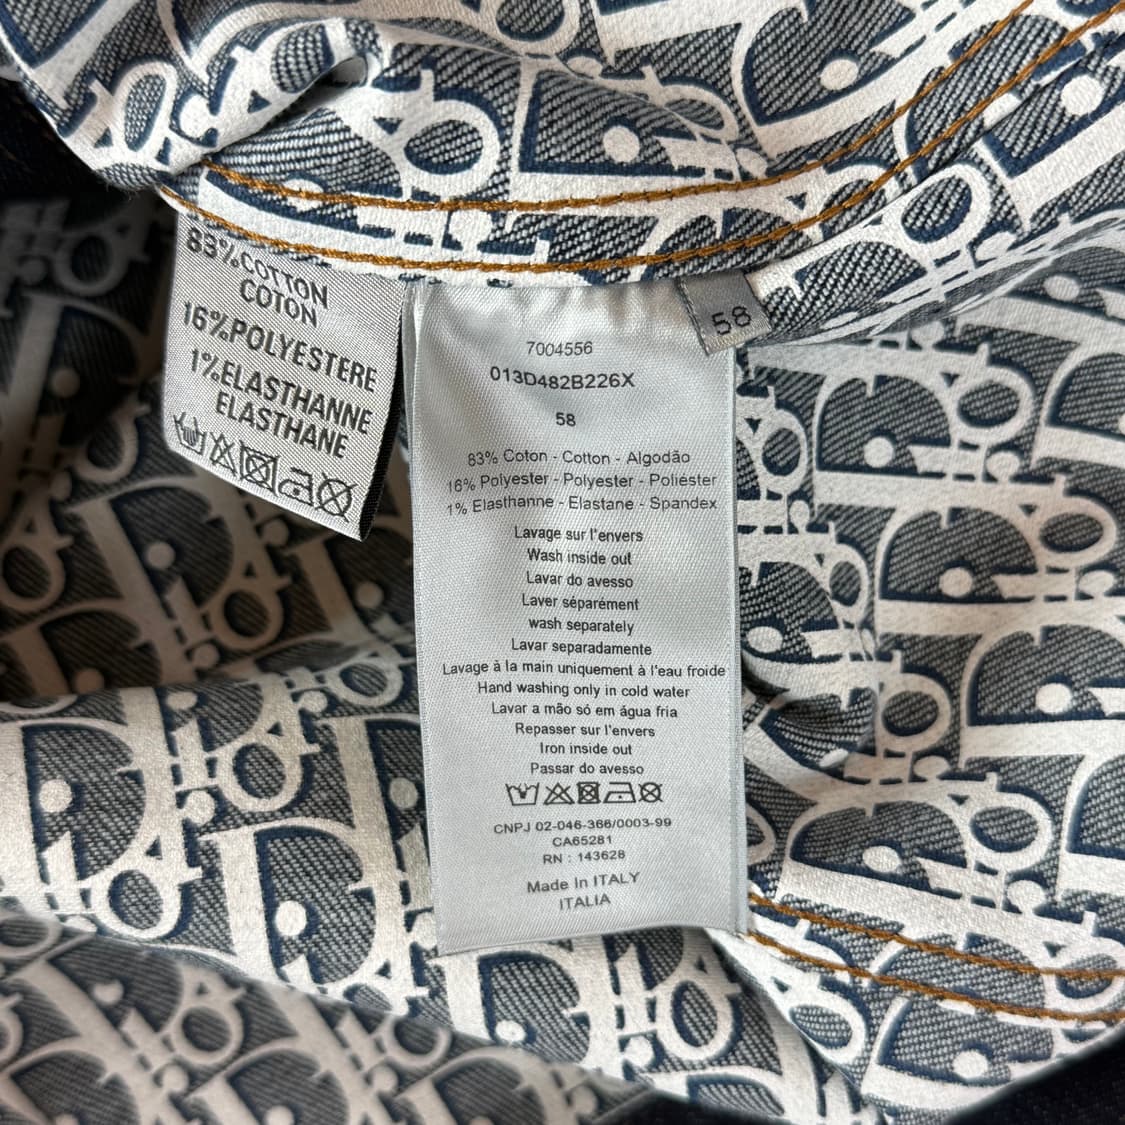 83%COTTON
COTON
16%POLYESTERE
1%ELASTHANNE
ELASTHANE
58
7004556
013D482B226X
58
83% Coton - Cotton - Algodão
16% Polyester - Polyester - Poliéster
1% Elasthanne - Elastane - Spandex
Lavage sur l'envers
Wash inside out
Lavar do avesso
Laver séparément
wash separately
Lavar separadamente
Lavage à la main uniquement à l'eau froide
Hand washing only in cold water
Lavar a mão só em água fria
Repasser sur l'envers
Iron inside out
Passar do avesso
CNPJ 02-046-366/0003-99
CA65281
RN : 143628
Made In ITALY
ITALIA
Dior